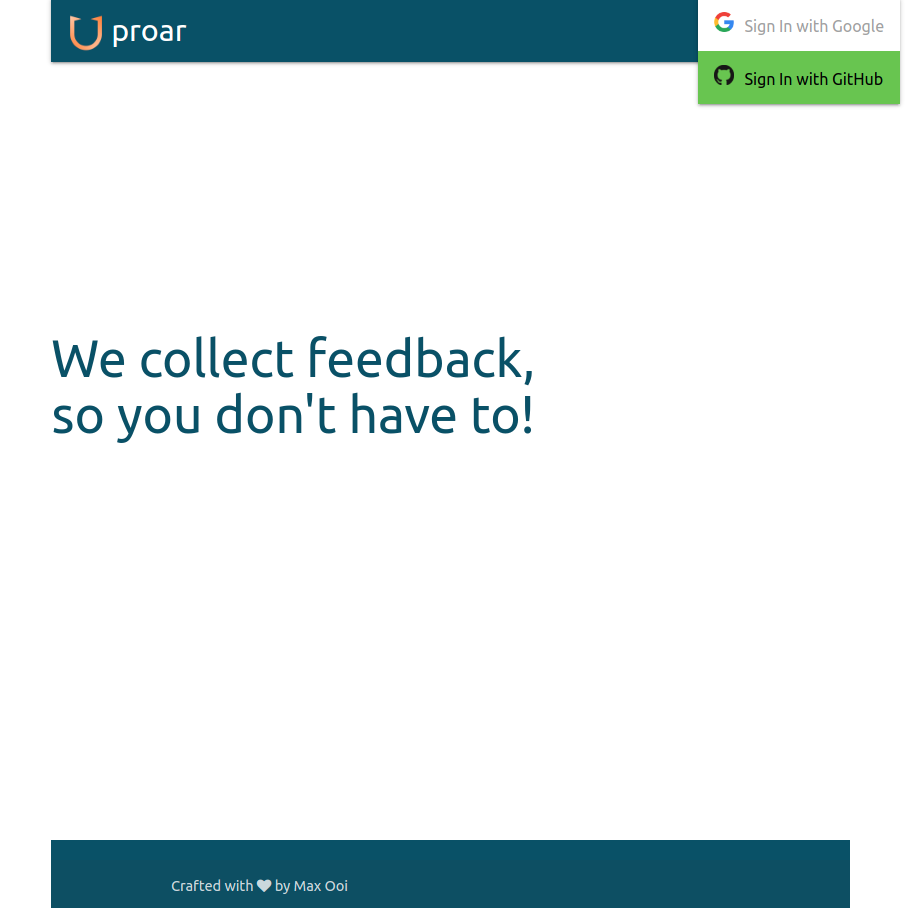 proar
Sign In with Google
Sign In with GitHub
We collect feedback,
so you don't have to!
Crafted with by Max Ooi